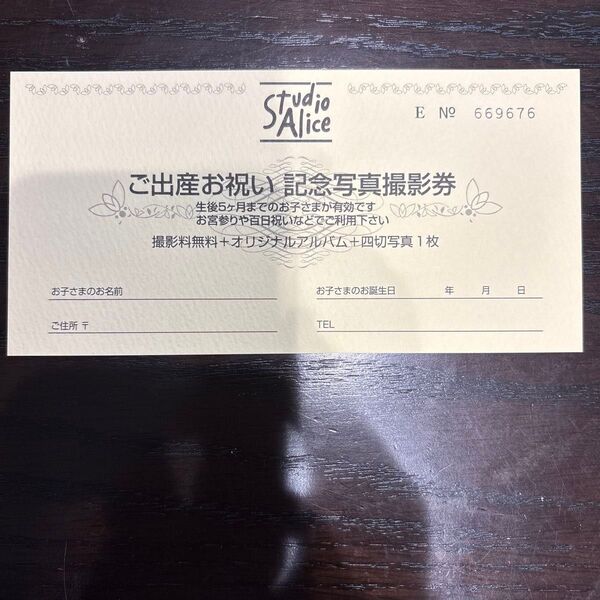 Studio
Alice
E № 669676
ご出産お祝い 記念写真撮影券
生後5ヶ月までのお子さまが有効です
お宮参りや百日祝いなどでご利用下さい
撮影料無料＋オリジナルアルバム＋四切写真1枚
お子さまのお名前
お子さまのお誕生日 年 月 日
ご住所 〒
TEL